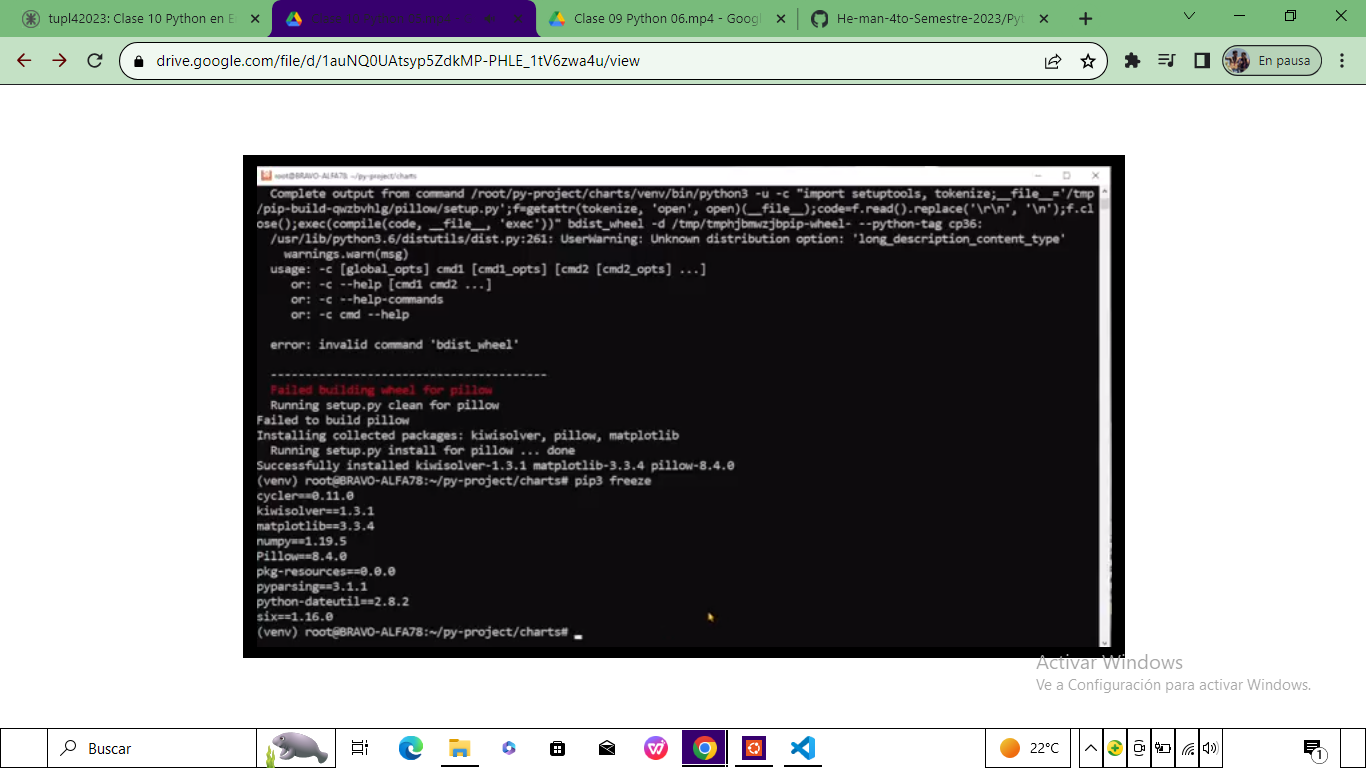 tupl42023: Clase 10 Python en E
Clase 09 Python 06.mp4 - Googl
He-man-4to-Semestre-2023/Pyt
drive.google.com/file/d/1auNQ0UAtsyp5ZdkMP-PHLE_1tV6zwa4u/view
En pausa
root@BRAVO-ALFA78: ~/py-project/charts
Complete output from command /root/py-project/charts/venv/bin/python3 -u -c "import setuptools, tokenize;__file__='/tmp
/pip-build-qwzbvhlg/pillow/setup.py';f=getattr(tokenize, 'open', open)(__file__);code=f.read().replace('\r\n', '\n');f.cl
ose();exec(compile(code, __file__, 'exec'))" bdist_wheel -d /tmp/tmphjbmwzjbpip-wheel- --python-tag cp36:
/usr/lib/python3.6/distutils/dist.py:261: UserWarning: Unknown distribution option: 'long_description_content_type'
warnings.warn(msg)
usage: -c [global_opts] cmd1 [cmd1_opts] [cmd2 [cmd2_opts] ...]
or: -c --help [cmd1 cmd2 ...]
or: -c --help-commands
or: -c cmd --help
error: invalid command 'bdist_wheel'
----------------------------------------
Failed building wheel for pillow
Running setup.py clean for pillow
Failed to build pillow
Installing collected packages: kiwisolver, pillow, matplotlib
Running setup.py install for pillow ... done
Successfully installed kiwisolver-1.3.1 matplotlib-3.3.4 pillow-8.4.0
(venv) root@BRAVO-ALFA78:~/py-project/charts# pip3 freeze
cycler==0.11.0
kiwisolver==1.3.1
matplotlib==3.3.4
numpy==1.19.5
Pillow==8.4.0
pkg-resources==0.0.0
pyparsing==3.1.1
python-dateutil==2.8.2
six==1.16.0
(venv) root@BRAVO-ALFA78:~/py-project/charts#
Activar Windows
Ve a Configuración para activar Windows.
Buscar
22°C
1